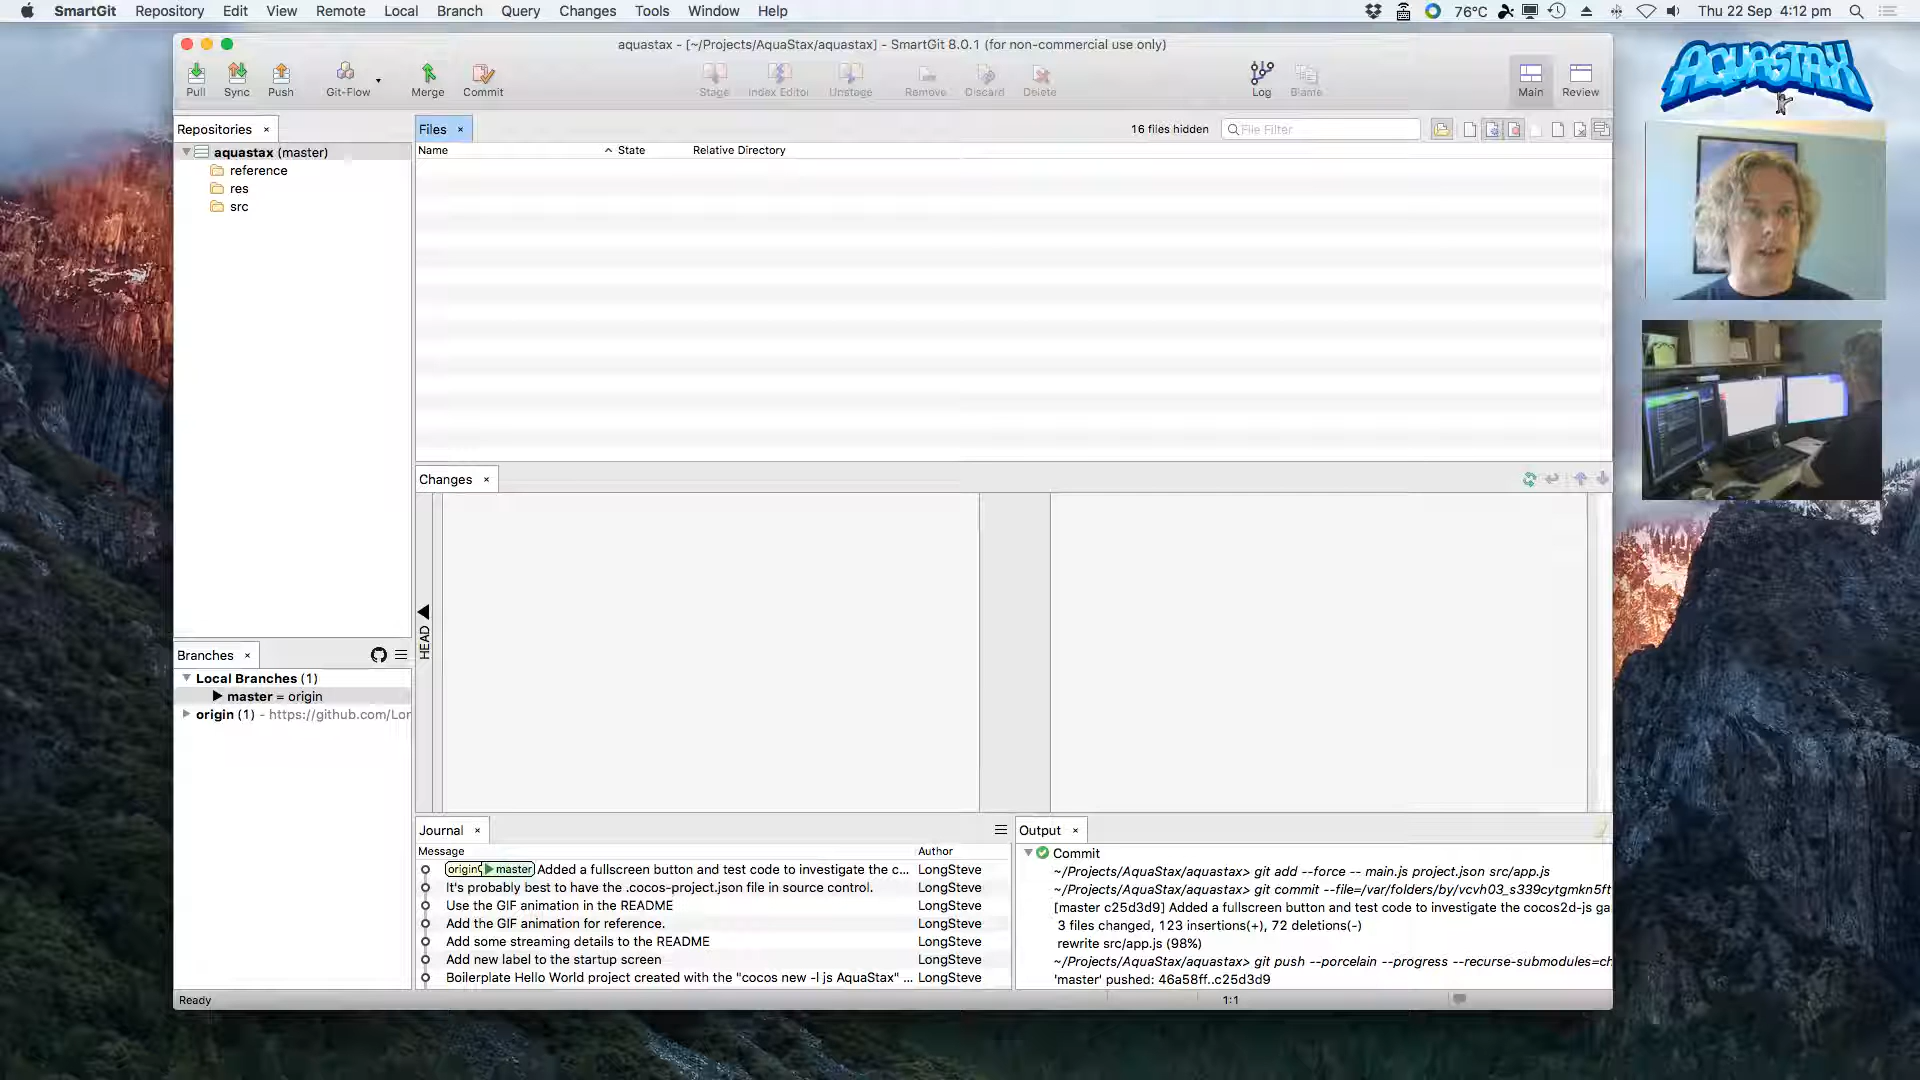 SmartGit Repository Edit View Remote Local Branch Query Changes Tools Window Help
76°C Thu 22 Sep 4:12 pm
aquastax - [~/Projects/AquaStax/aquastax] - SmartGit 8.0.1 (for non-commercial use only)
Pull Sync Push Git-Flow Merge Commit Stage Index Editor Unstage Remove Discard Delete Log Blame Main Review
AQUASTAX
Repositories ×
aquastax (master)
reference
res
src
Files ×
16 files hidden
File Filter
Name State Relative Directory
Changes ×
HEAD
Branches ×
Local Branches (1)
master = origin
origin (1) - https://github.com/Lor
Journal ×
Message Author
origin master Added a fullscreen button and test code to investigate the c... LongSteve
It's probably best to have the .cocos-project.json file in source control. LongSteve
Use the GIF animation in the README LongSteve
Add the GIF animation for reference. LongSteve
Add some streaming details to the README LongSteve
Add new label to the startup screen LongSteve
Boilerplate Hello World project created with the "cocos new -l js AquaStax" ... LongSteve
Output ×
Commit
~/Projects/AquaStax/aquastax> git add --force -- main.js project.json src/app.js
~/Projects/AquaStax/aquastax> git commit --file=/var/folders/by/vcvh03_s339cytgmkn5ft
[master c25d3d9] Added a fullscreen button and test code to investigate the cocos2d-js ga
3 files changed, 123 insertions(+), 72 deletions(-)
rewrite src/app.js (98%)
~/Projects/AquaStax/aquastax> git push --porcelain --progress --recurse-submodules=ch
'master' pushed: 46a58ff..c25d3d9
Ready
1:1